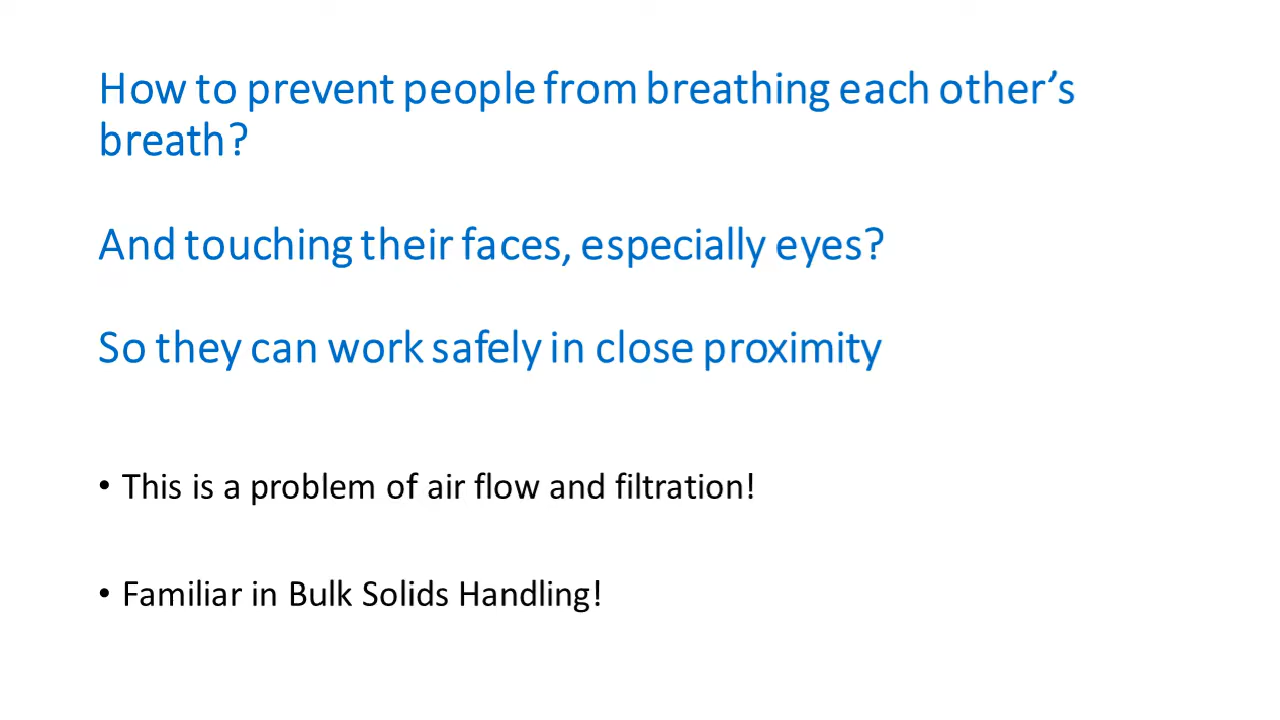 How to prevent people from breathing each other’s
breath?
And touching their faces, especially eyes?
So they can work safely in close proximity
• This is a problem of air flow and filtration!
• Familiar in Bulk Solids Handling!